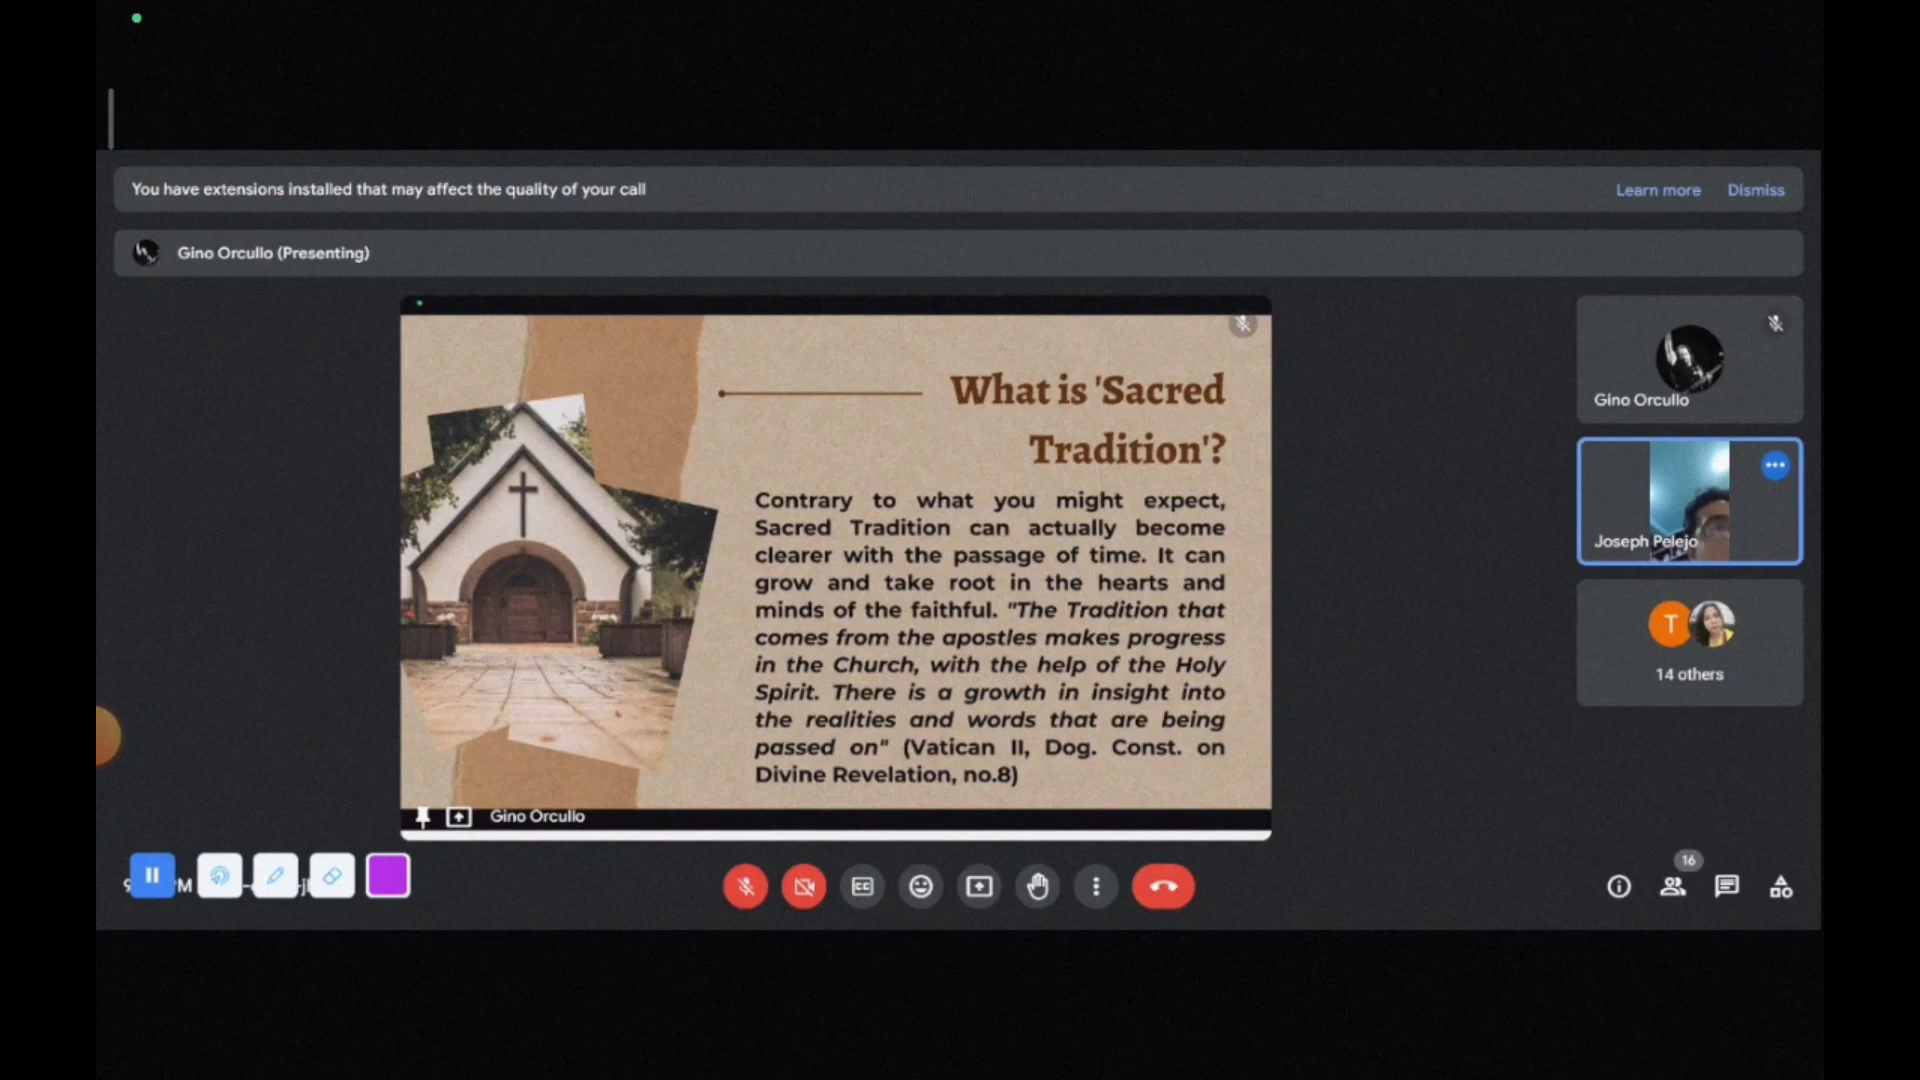 You have extensions installed that may affect the quality of your call
Learn more
Dismiss
Gino Orcullo (Presenting)
What is 'Sacred
Tradition'?
Contrary to what you might expect,
Sacred Tradition can actually become
clearer with the passage of time. It can
grow and take root in the hearts and
minds of the faithful. "The Tradition that
comes from the apostles makes progress
in the Church, with the help of the Holy
Spirit. There is a growth in insight into
the realities and words that are being
passed on" (Vatican II, Dog. Const. on
Divine Revelation, no.8)
Gino Orcullo
Gino Orcullo
Joseph Pelejo
T
14 others
CC
16